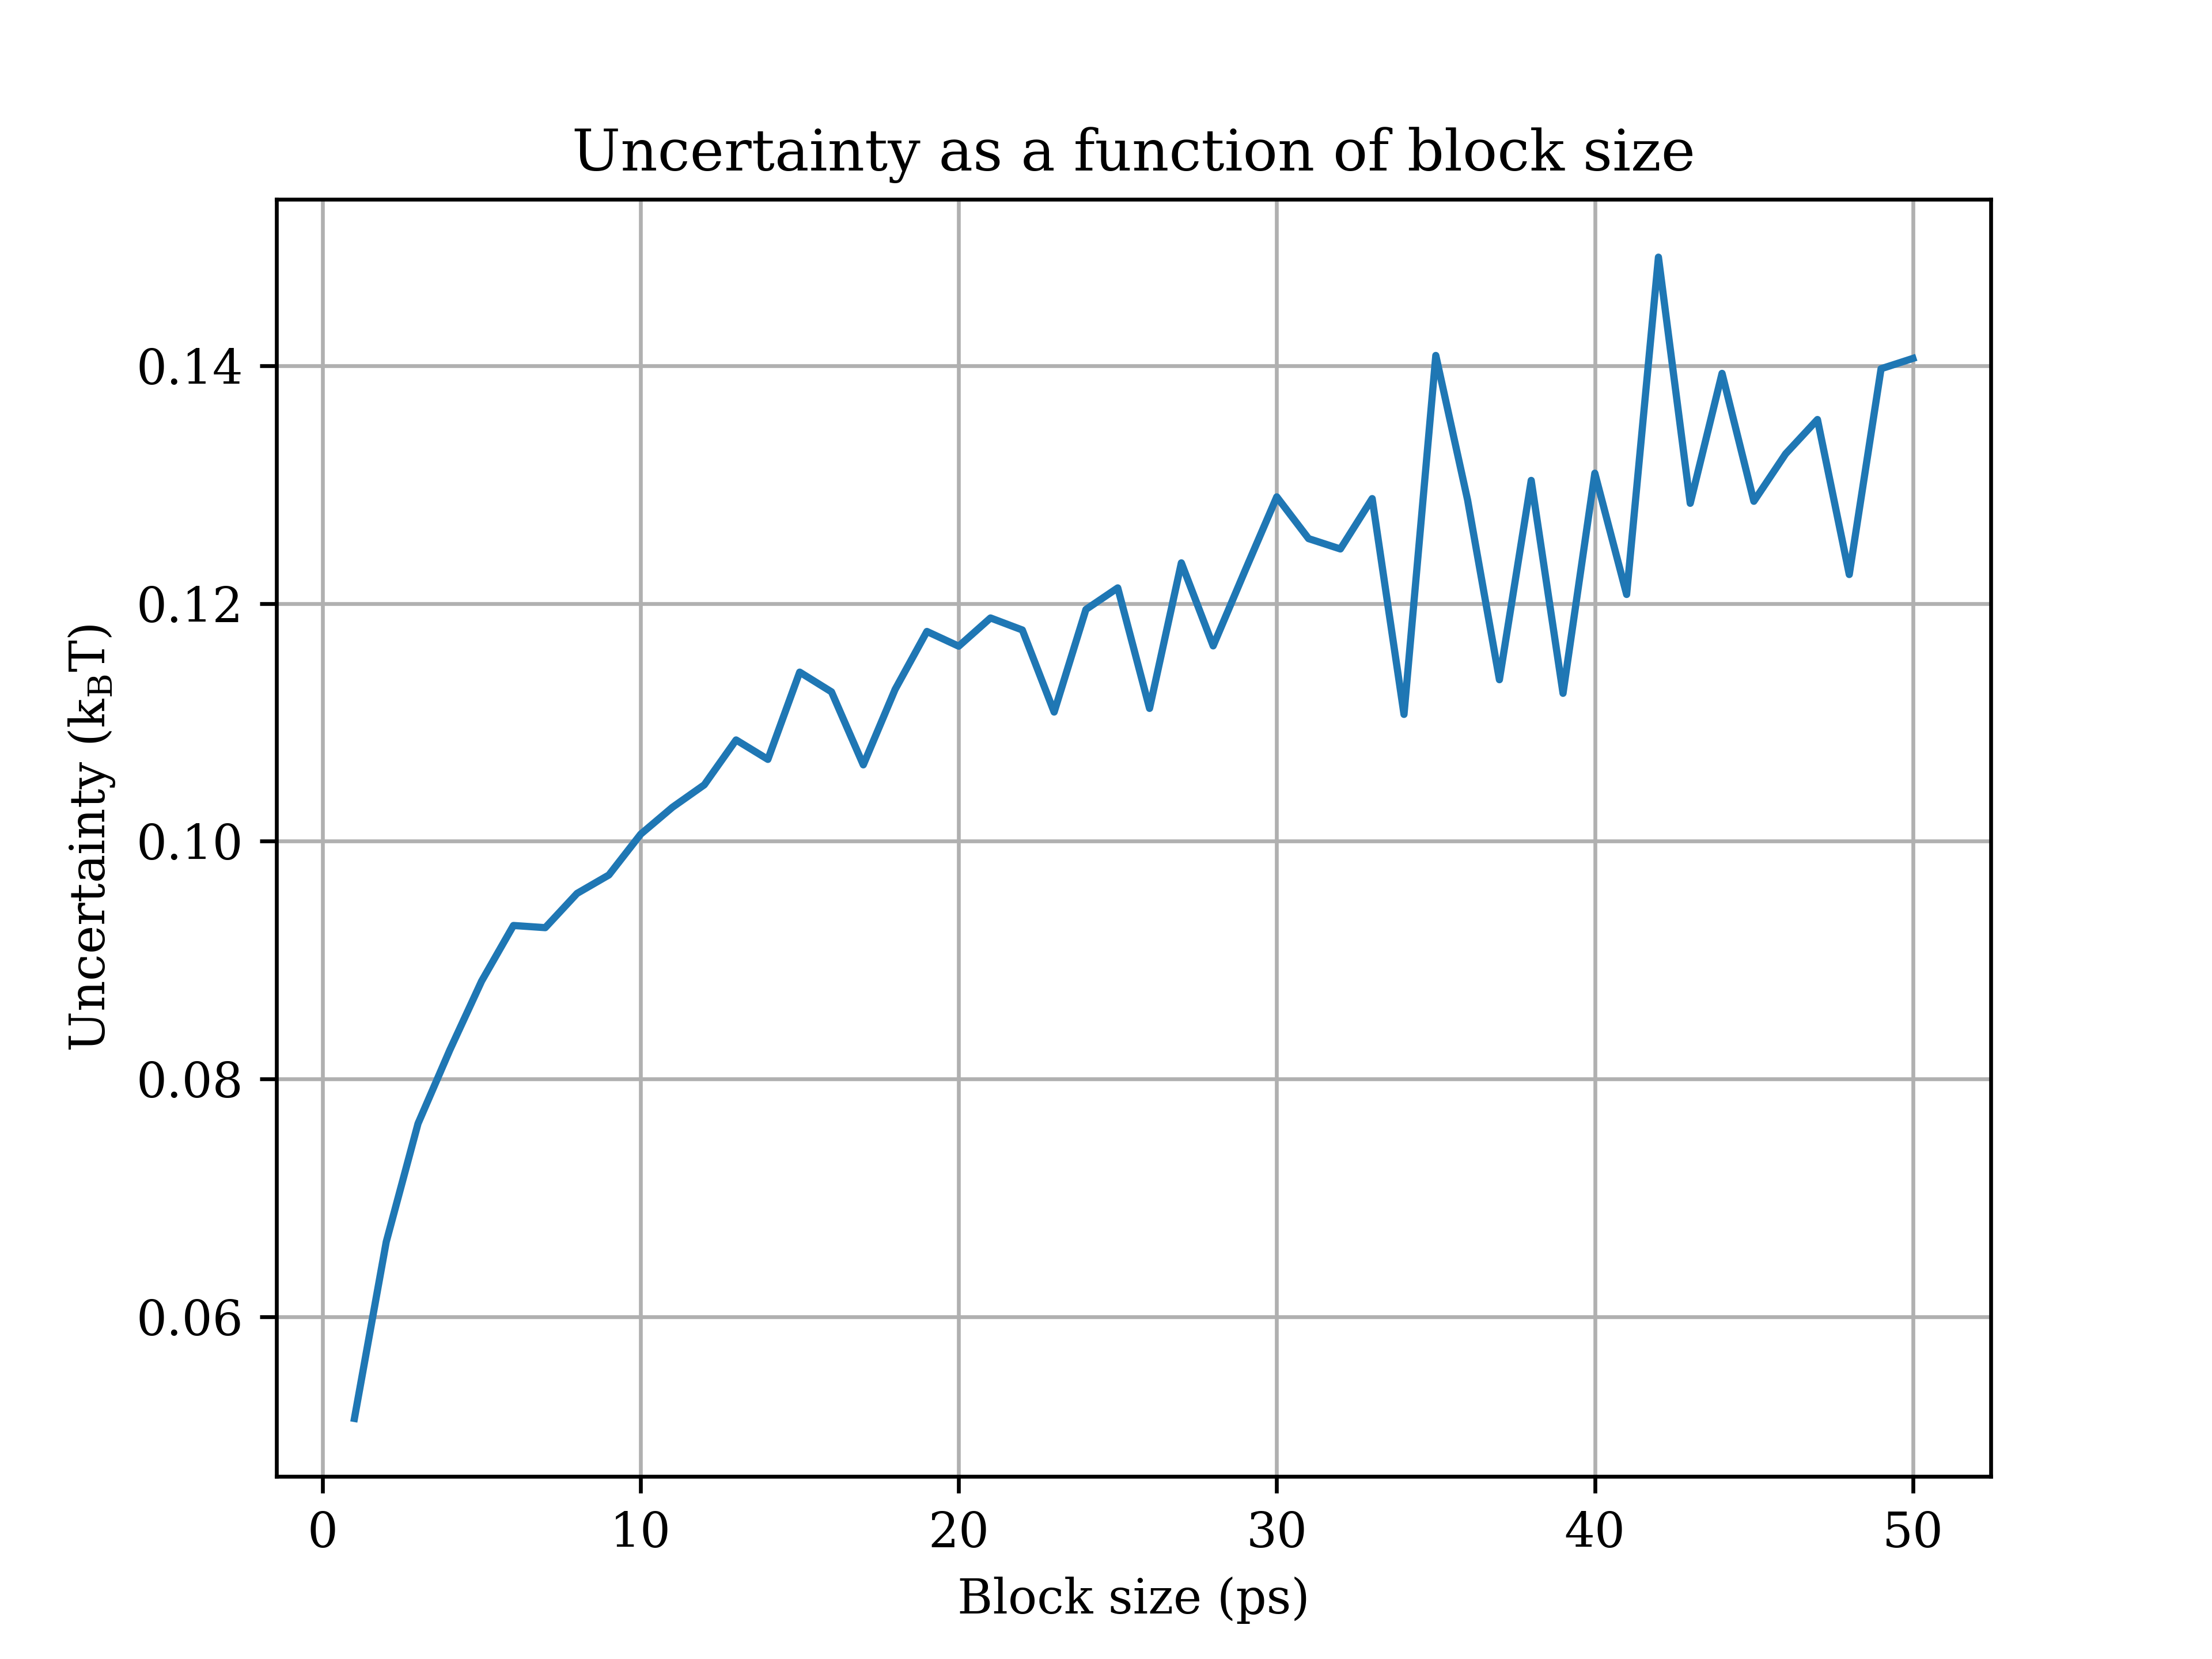 Uncertainty as a function of block size
Uncertainty (k_BT)
0.14
0.12
0.10
0.08
0.06
0 10 20 30 40 50
Block size (ps)